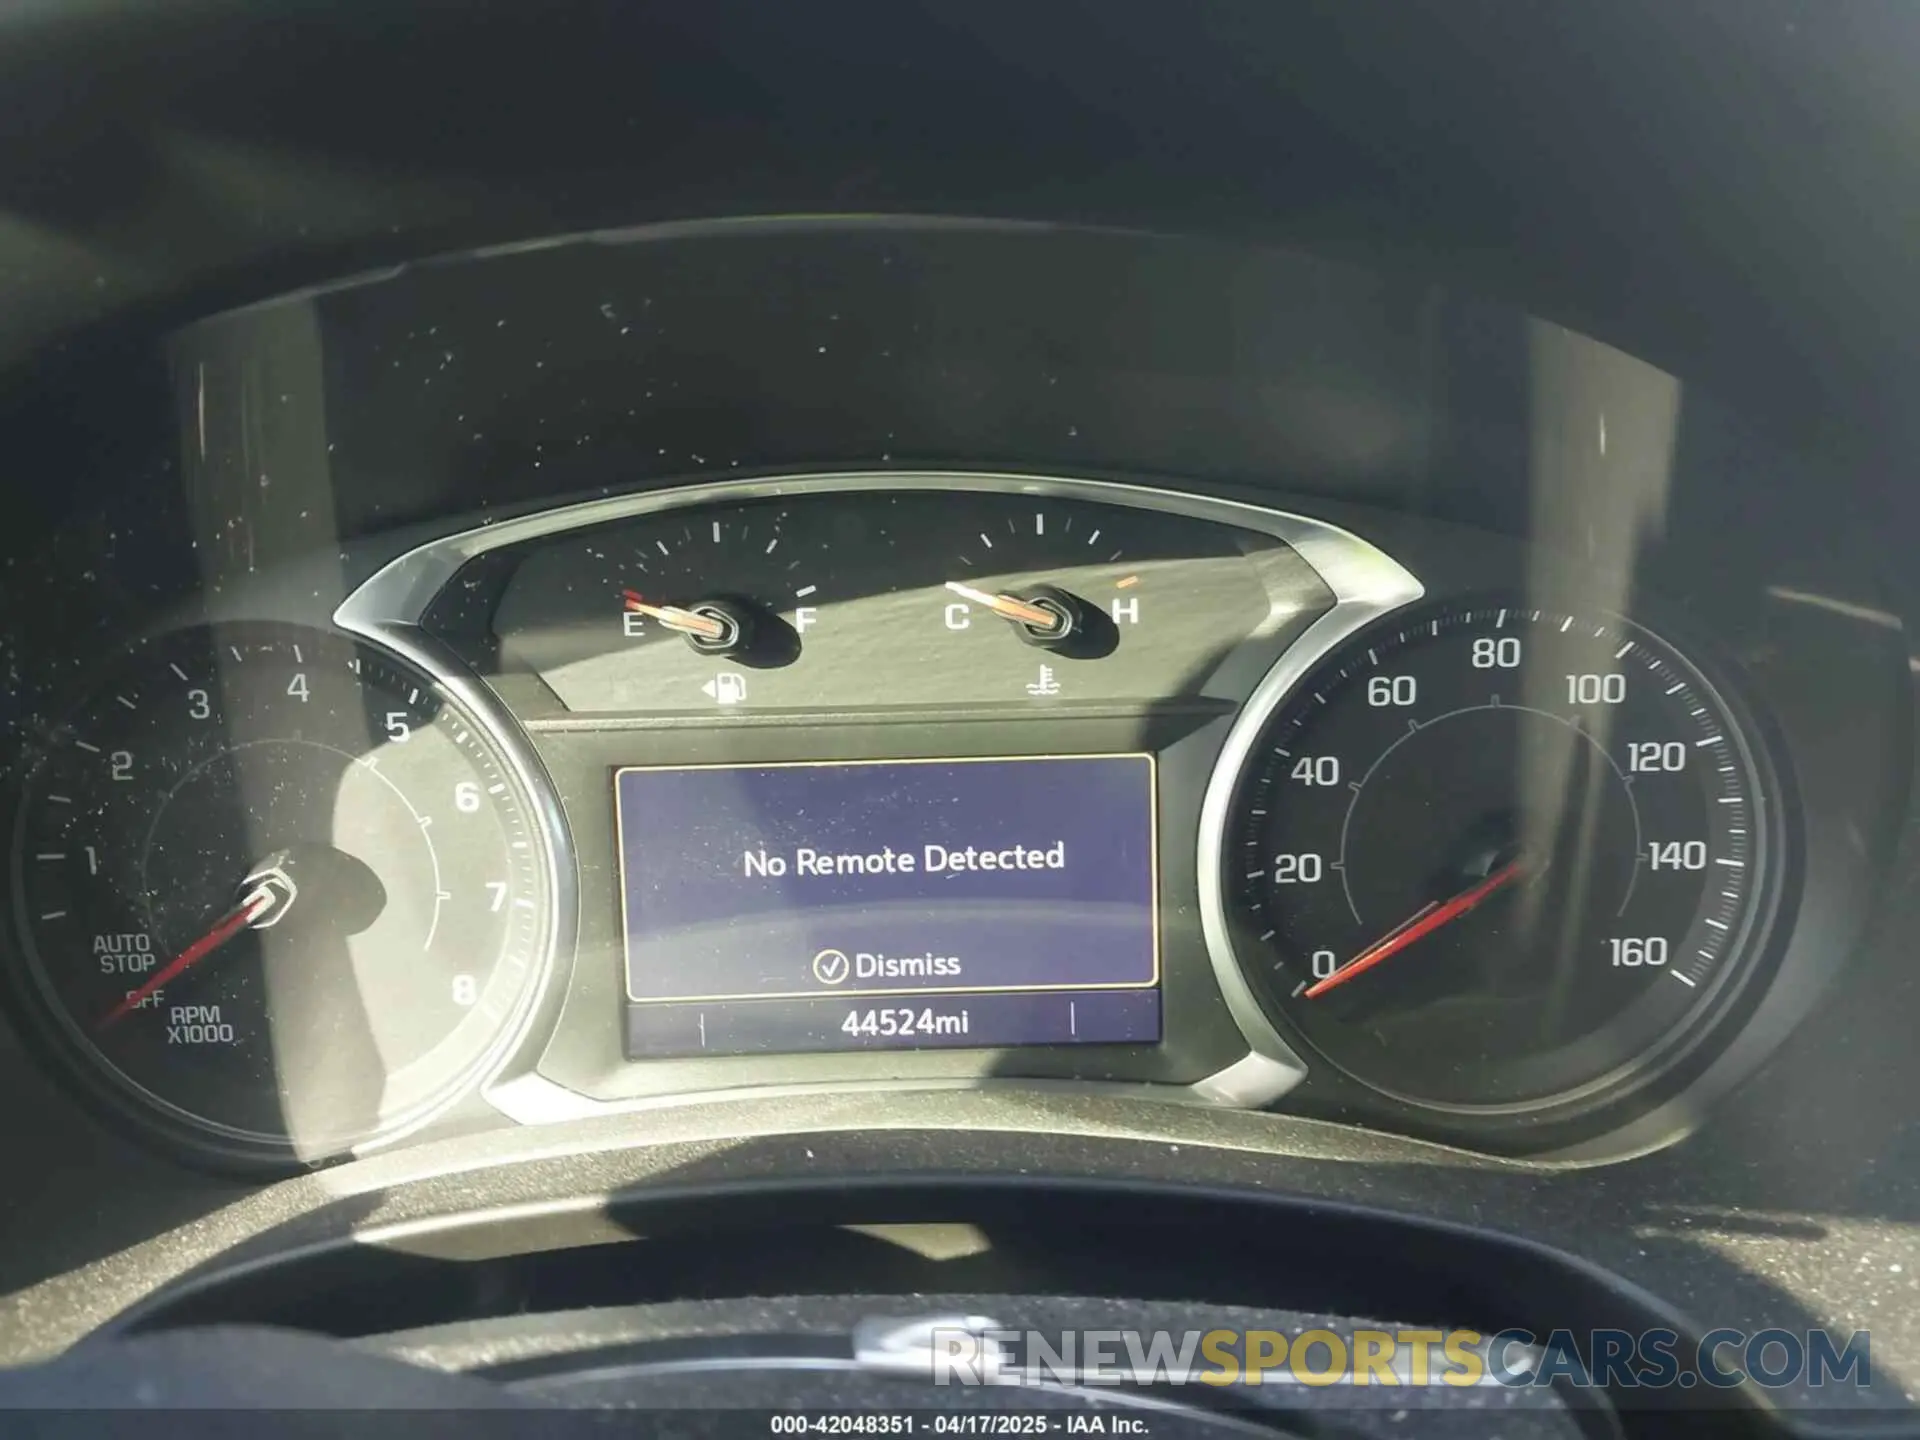 E F
C H
1 2 3 4 5 6 7 8
AUTO
STOP
OFF
RPM
X1000
No Remote Detected
Dismiss
44524mi
0 20 40 60 80 100 120 140 160
RENEWSPORTSCARS.COM
000-42048351 - 04/17/2025 - IAA Inc.